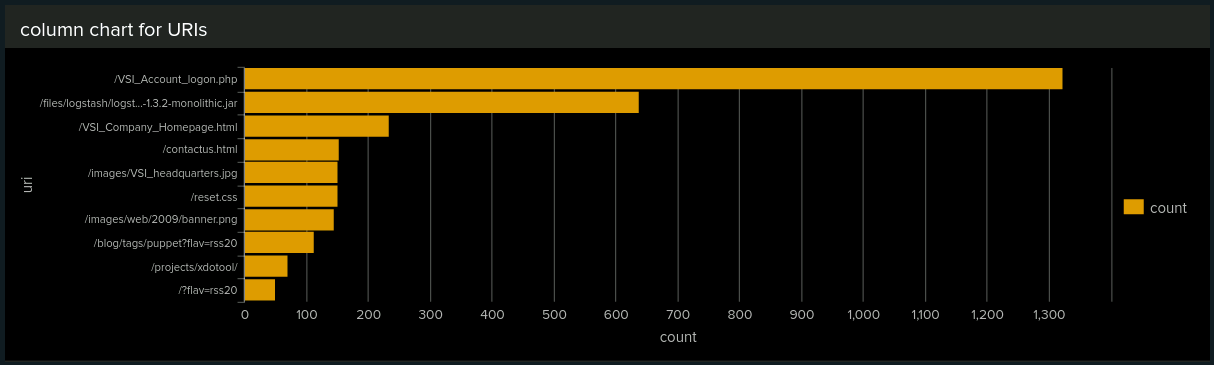 column chart for URIs
/VSI_Account_logon.php
/files/logstash/logst...-1.3.2-monolithic.jar
/VSI_Company_Homepage.html
/contactus.html
/images/VSI_headquarters.jpg
/reset.css
/images/web/2009/banner.png
/blog/tags/puppet?flav=rss20
/projects/xdotool/
/?flav=rss20
uri
0 100 200 300 400 500 600 700 800 900 1,000 1,100 1,200 1,300
count
count